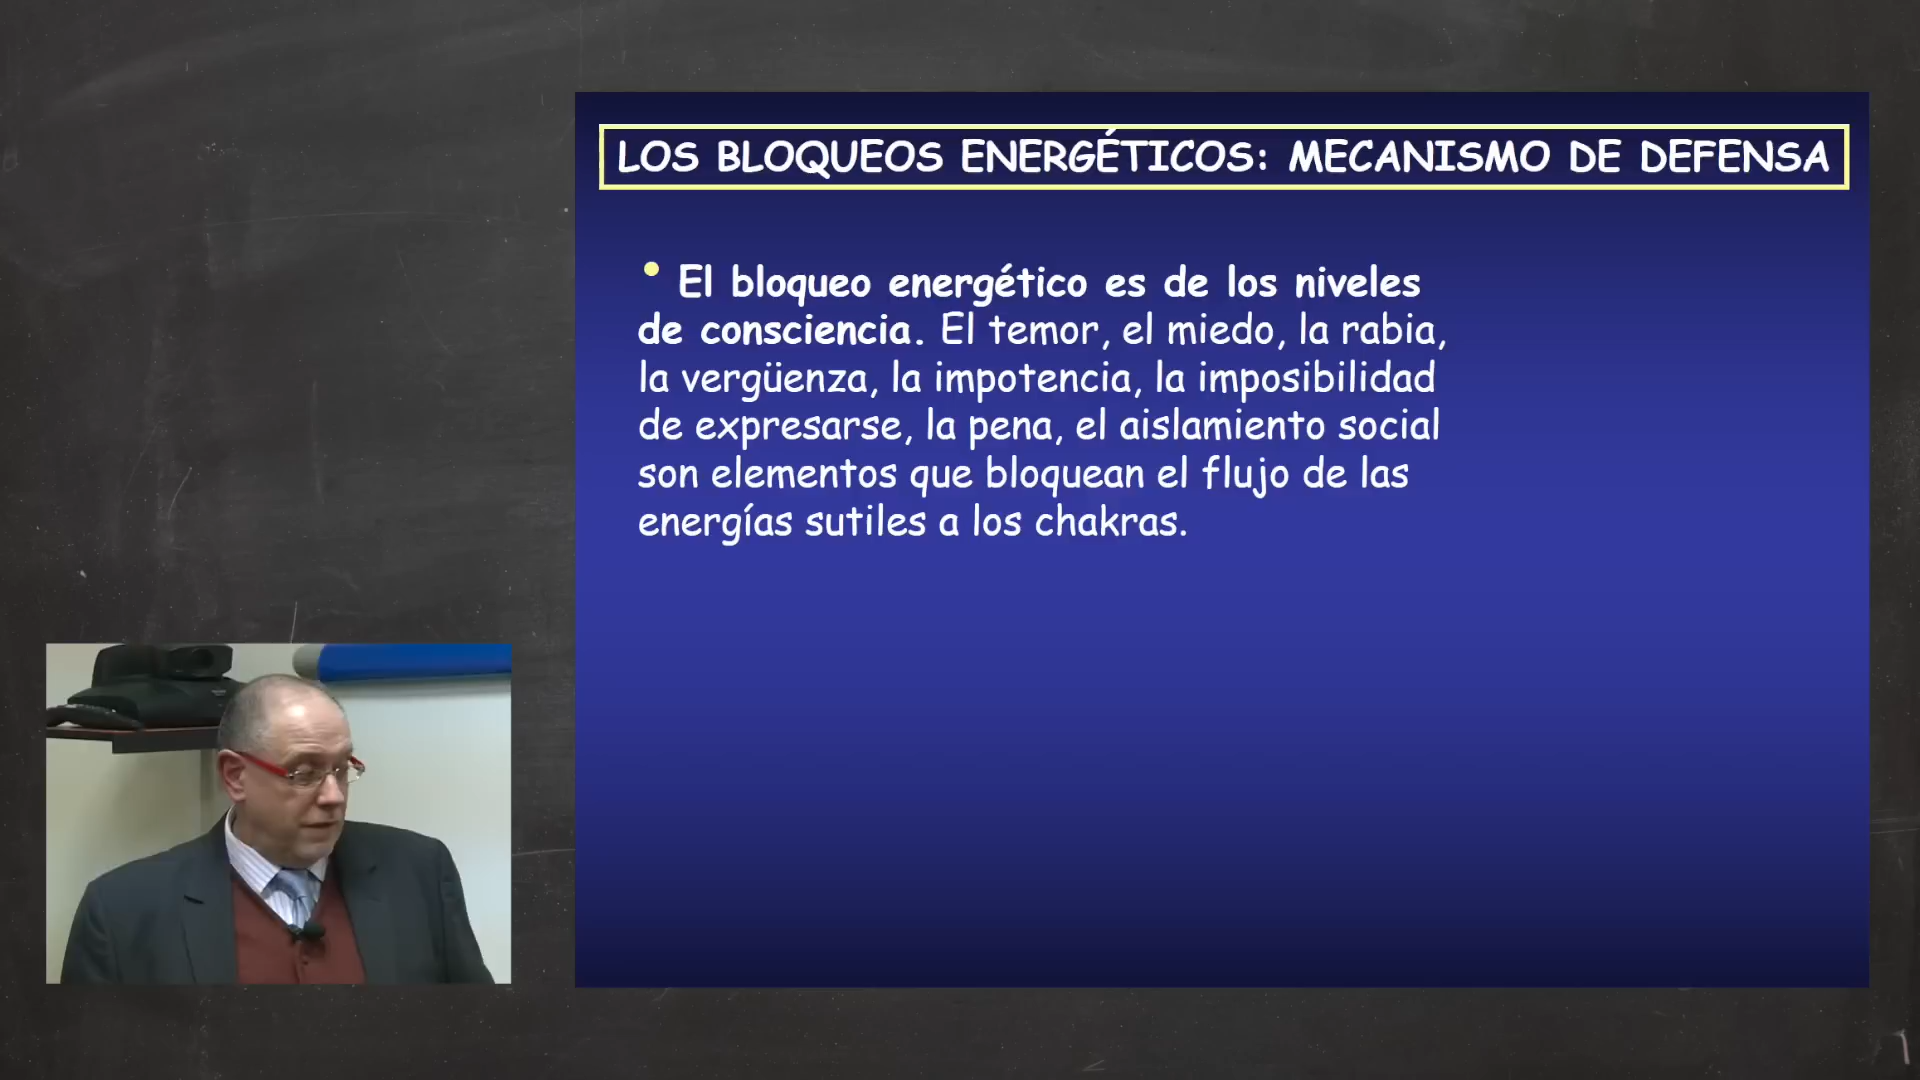 LOS BLOQUEOS ENERGÉTICOS: MECANISMO DE DEFENSA
• El bloqueo energético es de los niveles
de consciencia. El temor, el miedo, la rabia,
la vergüenza, la impotencia, la imposibilidad
de expresarse, la pena, el aislamiento social
son elementos que bloquean el flujo de las
energías sutiles a los chakras.